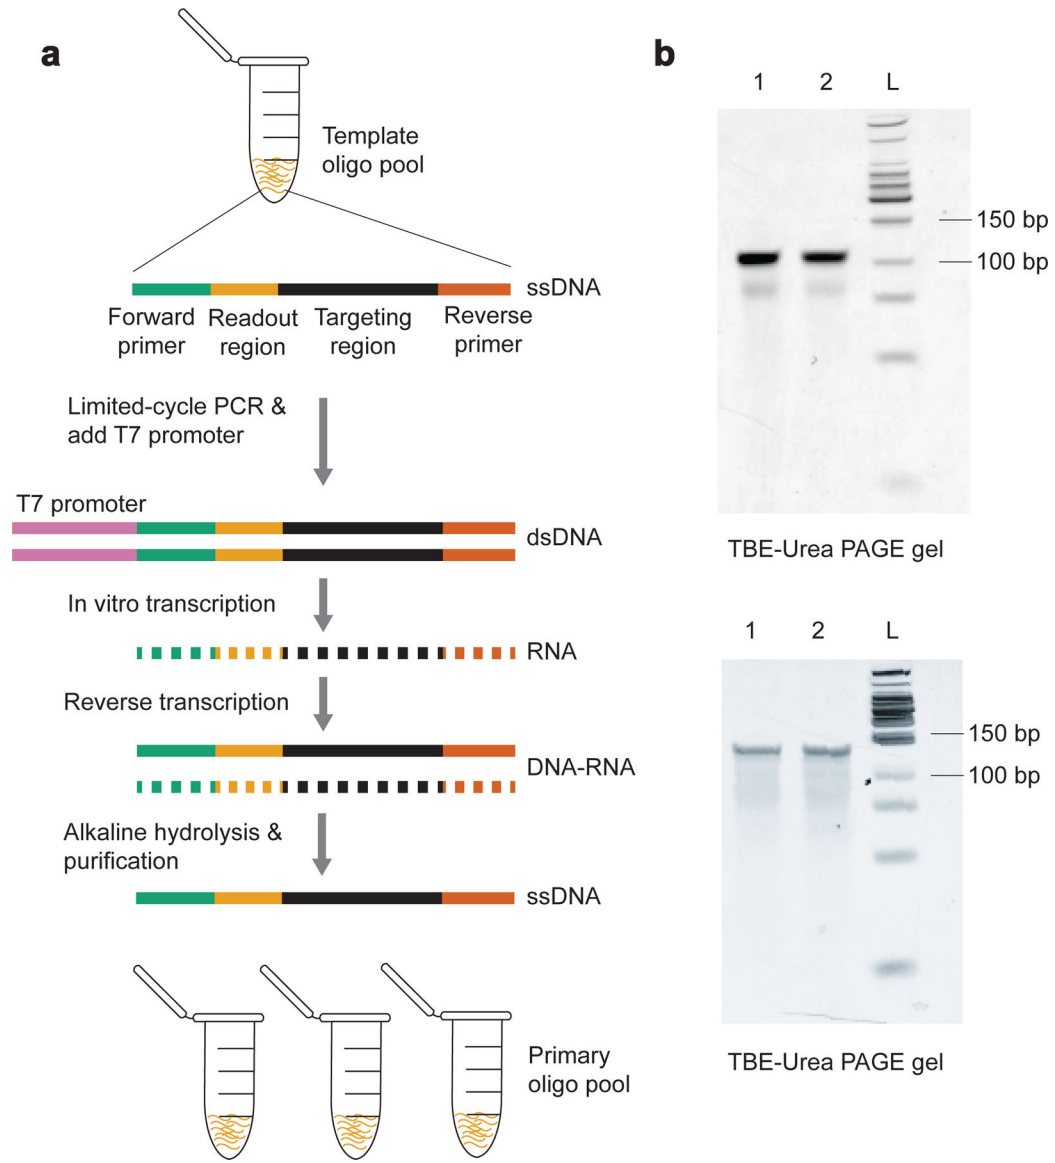 a
Template
oligo pool
ssDNA
Forward
primer
Readout
region
Targeting
region
Reverse
primer
Limited-cycle PCR &
add T7 promoter
T7 promoter
dsDNA
In vitro transcription
RNA
Reverse transcription
DNA-RNA
Alkaline hydrolysis &
purification
ssDNA
Primary
oligo pool
b
1 2 L
150 bp
100 bp
TBE-Urea PAGE gel
1 2 L
150 bp
100 bp
TBE-Urea PAGE gel